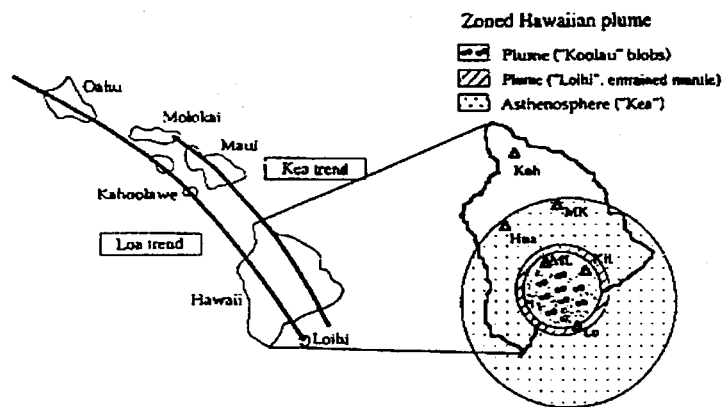 Zoned Hawaiian plume
Plume ("Koolau" blobs)
Plume ("Loihi", entrained mantle)
Asthenosphere ("Kea")
Oahu
Molokai
Maui
Kea trend
Kahoolawe
Loa trend
Hawaii
Loihi
Koh
MK
Hua
ML
Kil
Lo